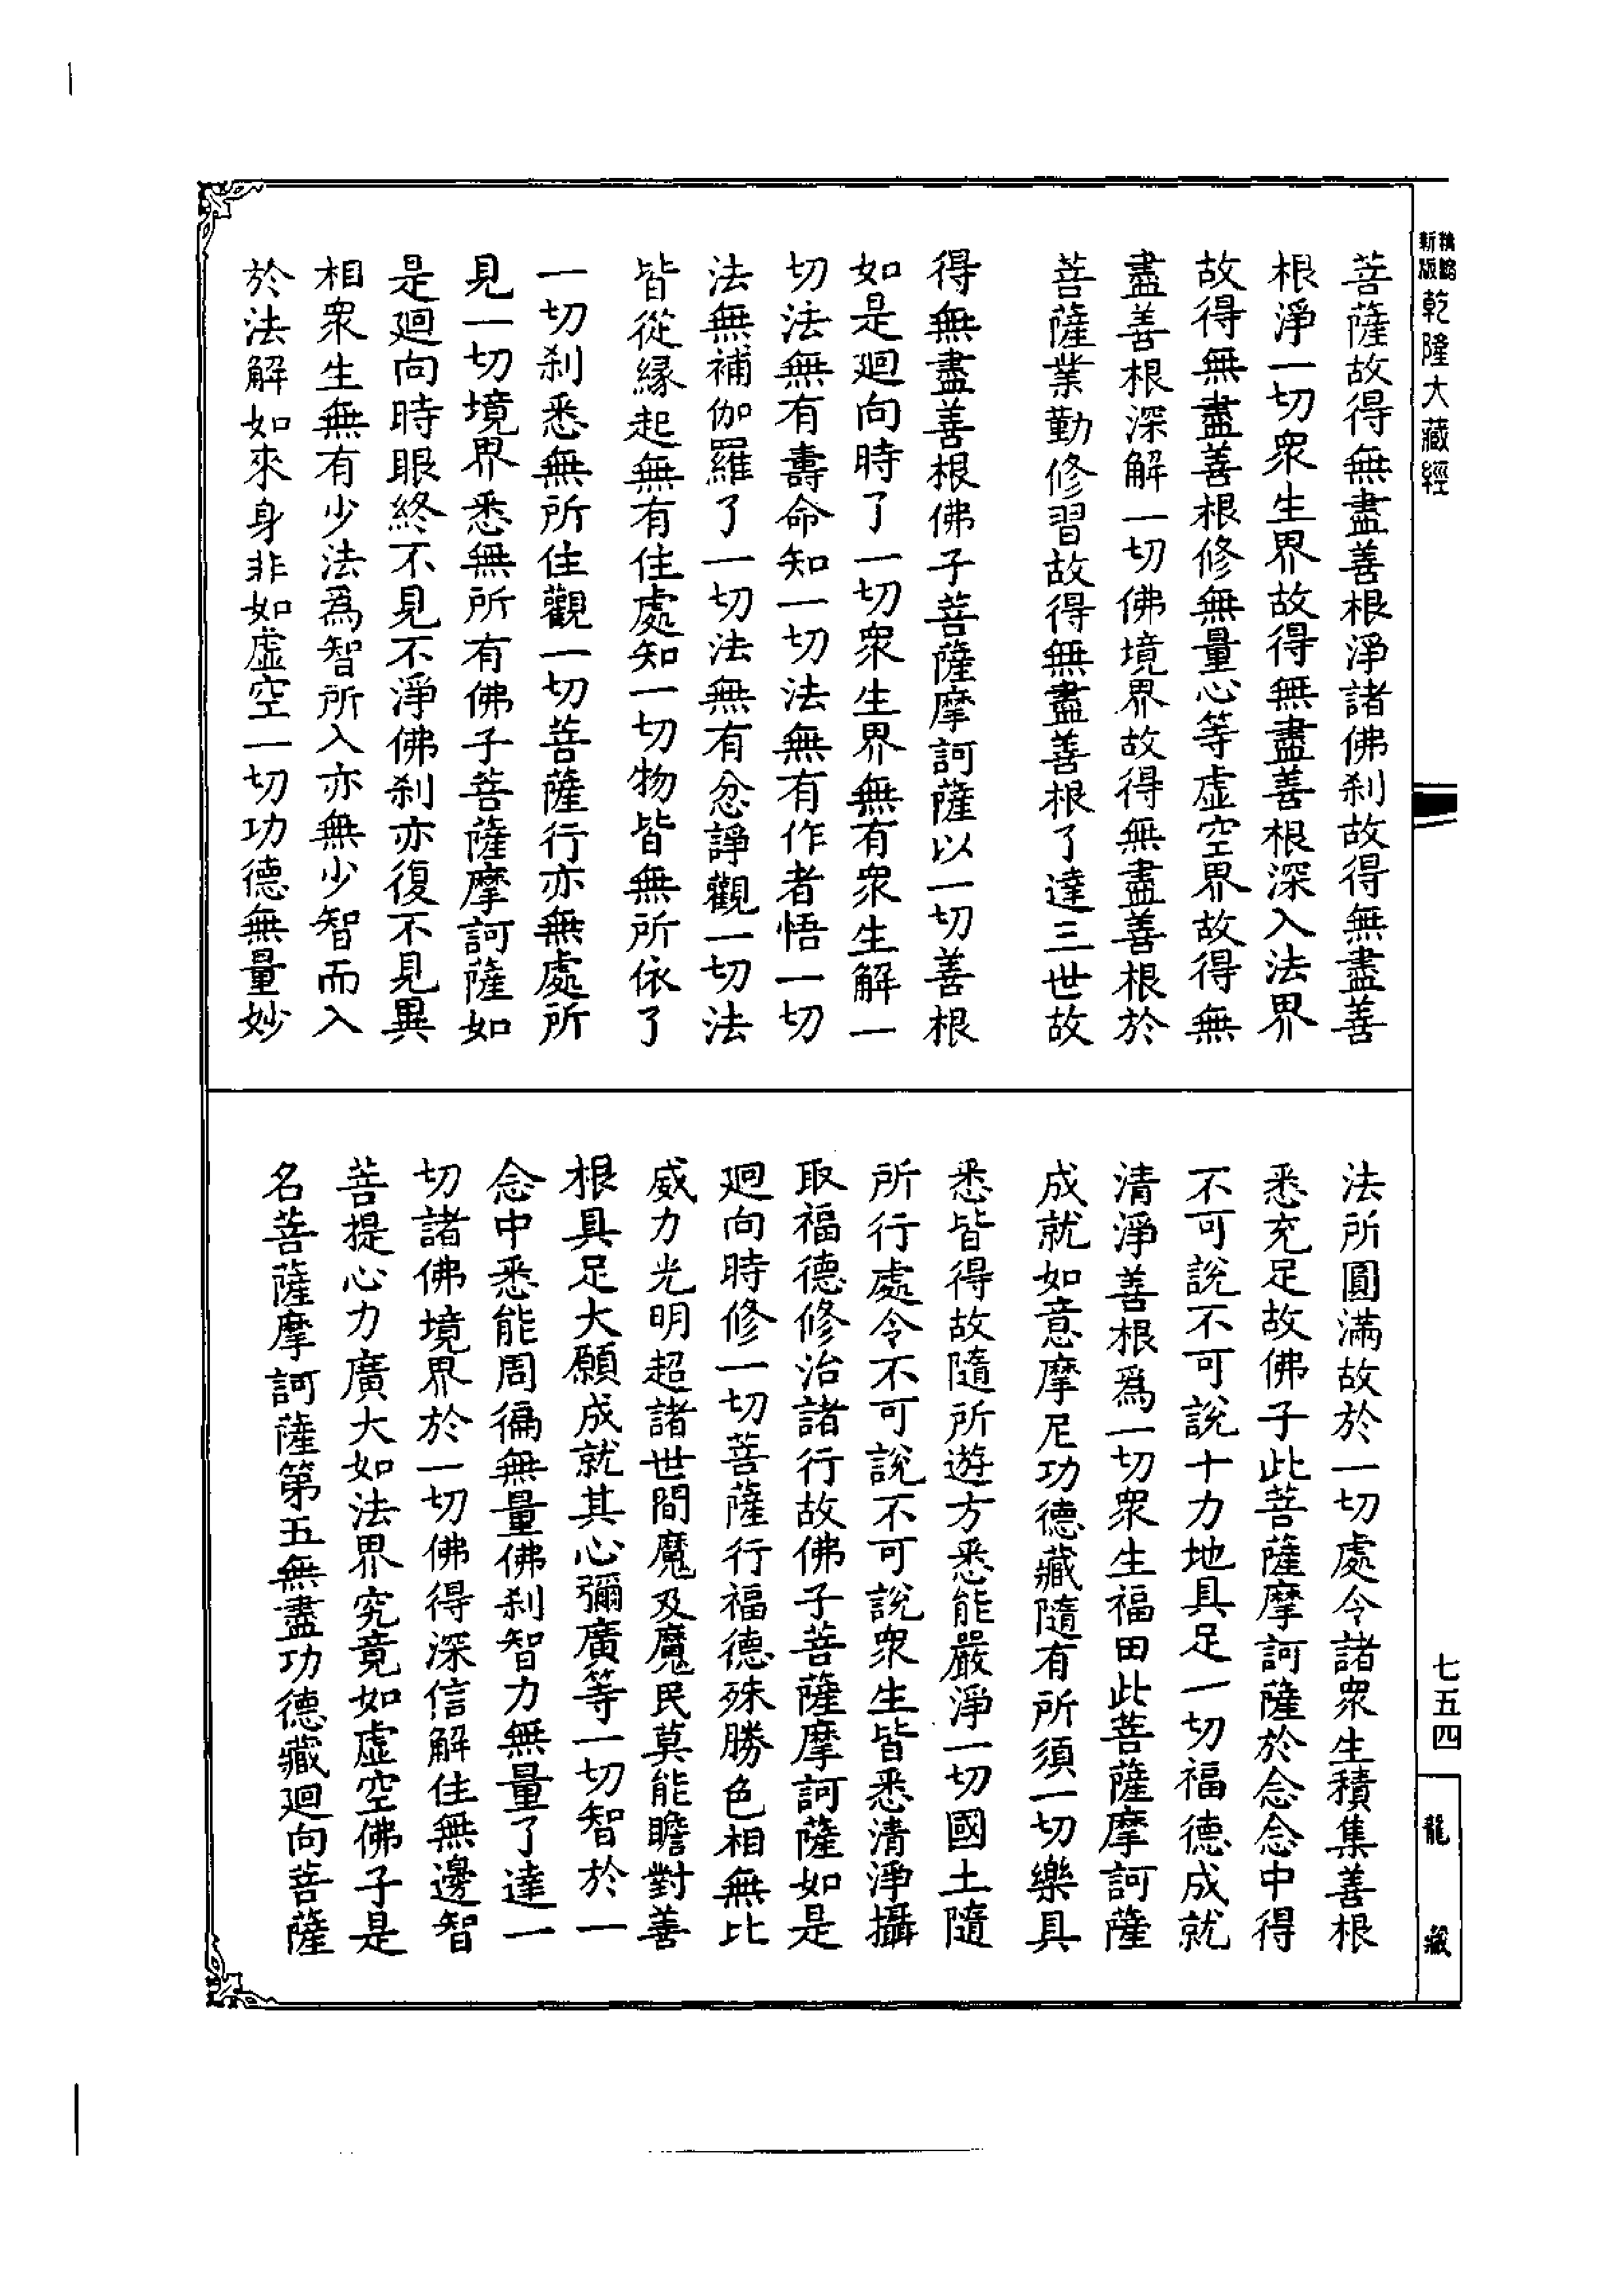 新版
精縮
乾隆大藏經
菩薩故得無盡善根淨諸佛刹故得無盡善
根淨一切衆生界故得無盡善根深入法界
故得無盡善根修無量心等虛空界故得無
盡善根深解一切佛境界故得無盡善根於
菩薩業勤修習故得無盡善根了達三世故
得無盡善根佛子菩薩摩訶薩以一切善根
如是迴向時了一切衆生界無有衆生解一
切法無有壽命知一切法無有作者悟一切
法無補伽羅了一切法無有忿諍觀一切法
皆從緣起無有住處知一切物皆無所依了
一切刹悉無所住觀一切菩薩行亦無處所
見一切境界悉無所有佛子菩薩摩訶薩如
是迴向時眼終不見不淨佛刹亦復不見異
相衆生無有少法為智所入亦無少智而入
於法解如來身非如虛空一切功德無量妙
法所圓滿故於一切處令諸衆生積集善根
悉充足故佛子此菩薩摩訶薩於念念中得
不可說不可說十力地具足一切福德成就
清淨善根爲一切衆生福田此菩薩摩訶薩
成就如意摩尼功德藏隨有所須一切樂具
悉皆得故隨所遊方悉能嚴淨一切國土隨
所行處令不可說不可說衆生皆悉清淨攝
取福德修治諸行故佛子菩薩摩訶薩如是
迴向時修一切菩薩行福德殊勝色相無比
威力光明超諸世間魔及魔民莫能瞻對善
根具足大願成就其心彌廣等一切智於一
念中悉能周徧無量佛刹智力無量了達一
切諸佛境界於一切佛得深信解住無邊智
菩提心力廣大如法界究竟如虛空佛子是
名菩薩摩訶薩第五無盡功德藏迴向菩薩
七五四
龍藏